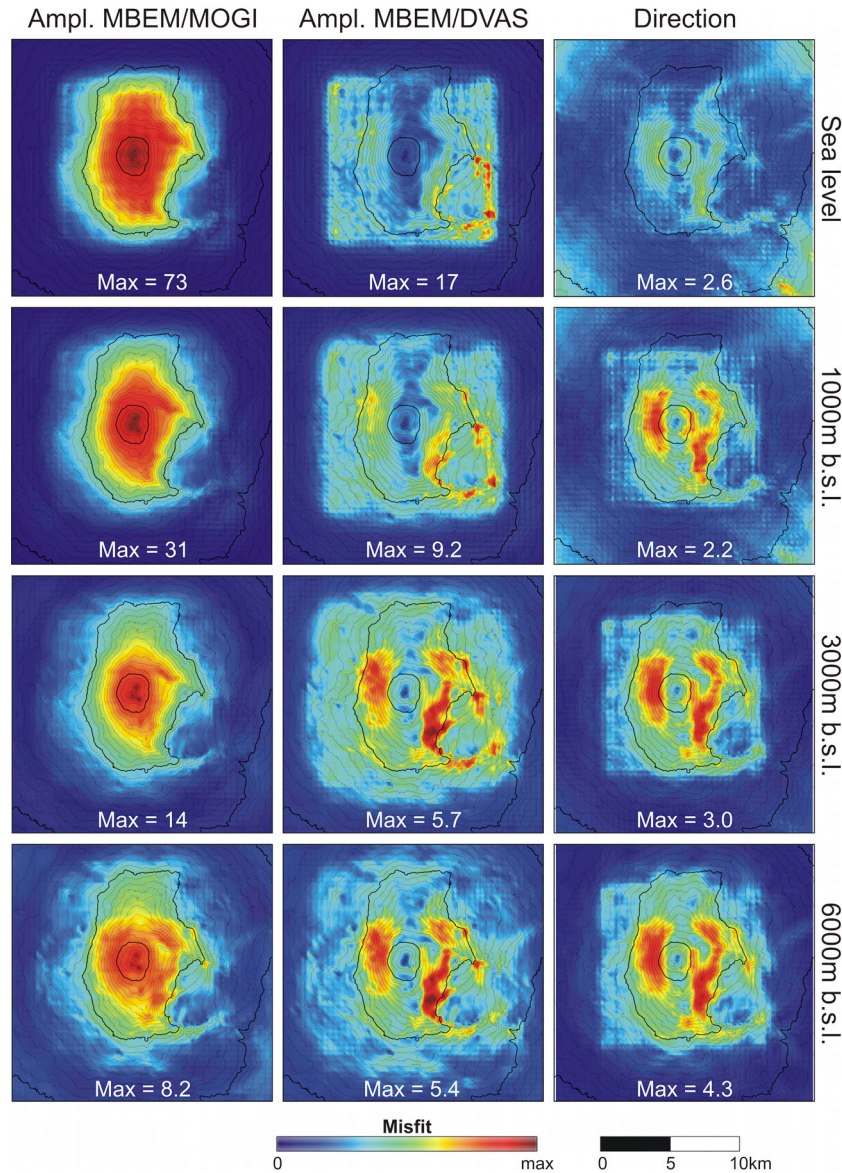 Ampl. MBEM/MOGI Ampl. MBEM/DVAS Direction
Max = 73 Max = 17 Max = 2.6
Sea level
Max = 31 Max = 9.2 Max = 2.2
1000m b.s.l.
Max = 14 Max = 5.7 Max = 3.0
3000m b.s.l.
Max = 8.2 Max = 5.4 Max = 4.3
6000m b.s.l.
Misfit
0 max
0 5 10km